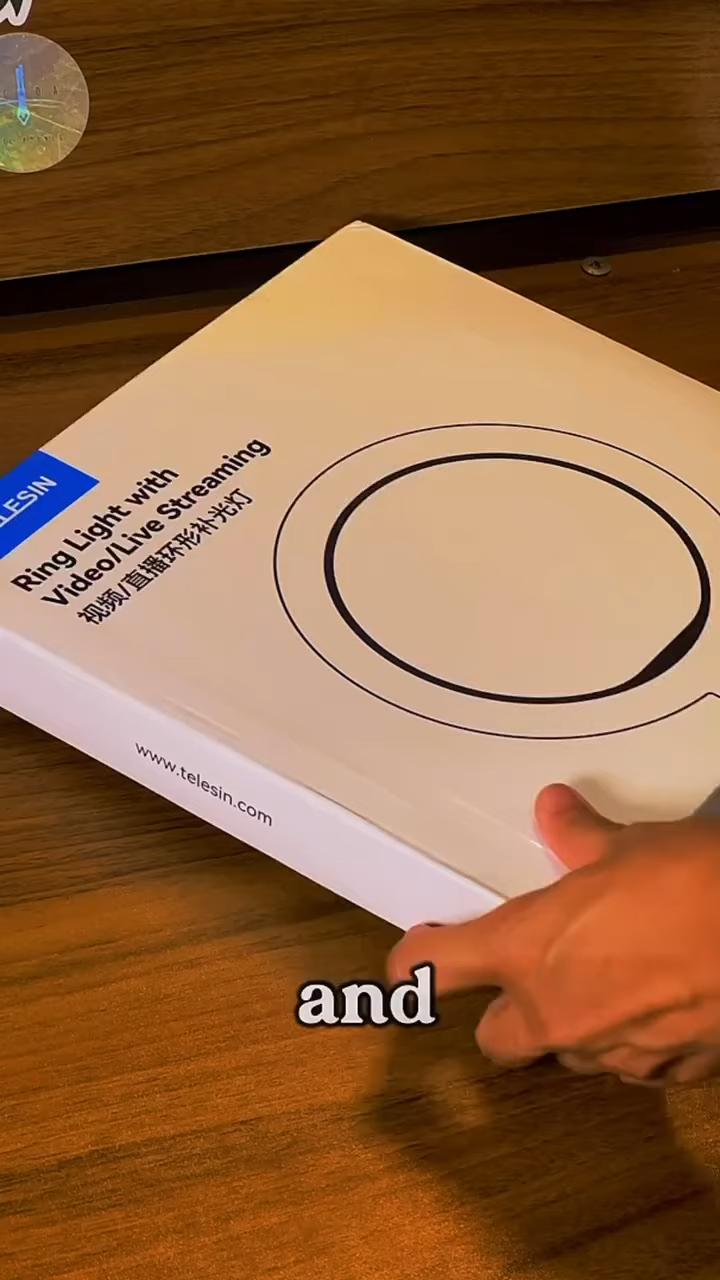 LESIN
Ring Light with
Video/Live Streaming
视频/直播环形补光灯
www.telesin.com
and